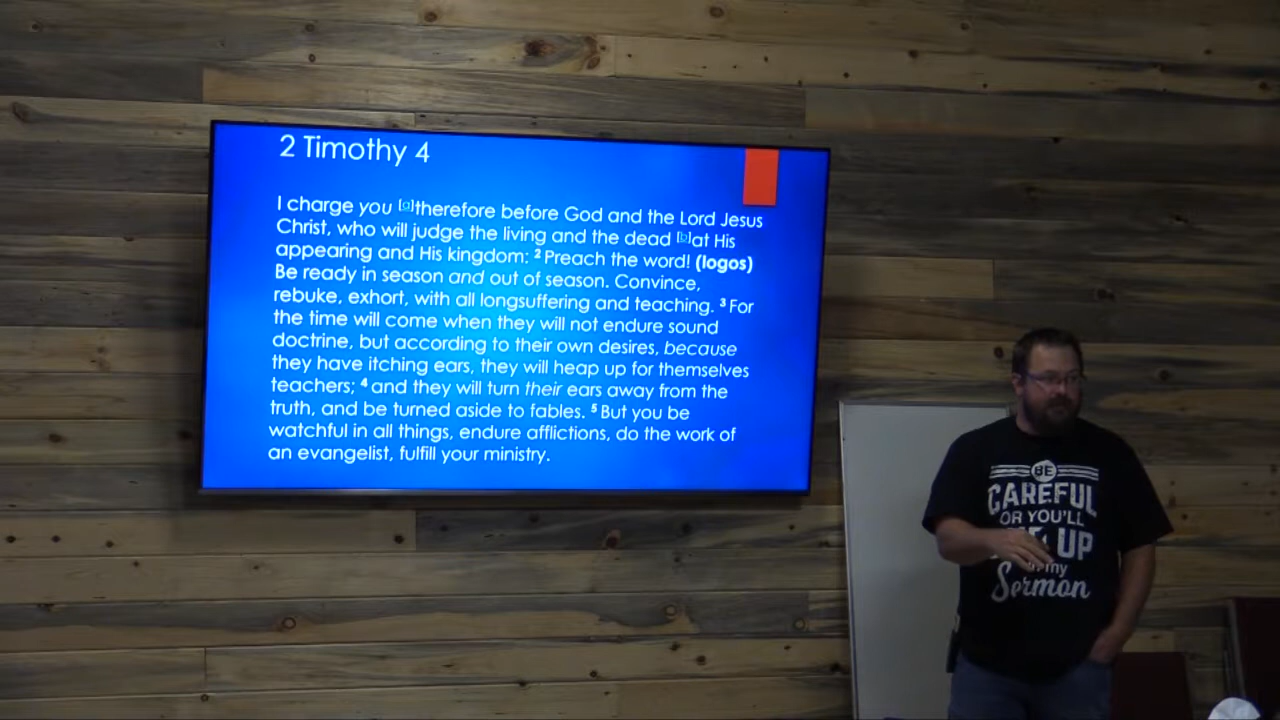 2 Timothy 4
I charge you [a]therefore before God and the Lord Jesus
Christ, who will judge the living and the dead [b]at His
appearing and His kingdom: 2 Preach the word! (logos)
Be ready in season and out of season. Convince,
rebuke, exhort, with all longsuffering and teaching. 3 For
the time will come when they will not endure sound
doctrine, but according to their own desires, because
they have itching ears, they will heap up for themselves
teachers; 4 and they will turn their ears away from the
truth, and be turned aside to fables. 5 But you be
watchful in all things, endure afflictions, do the work of
an evangelist, fulfill your ministry.
BE
CAREFUL
OR YOU'LL
UP
my
Sermon